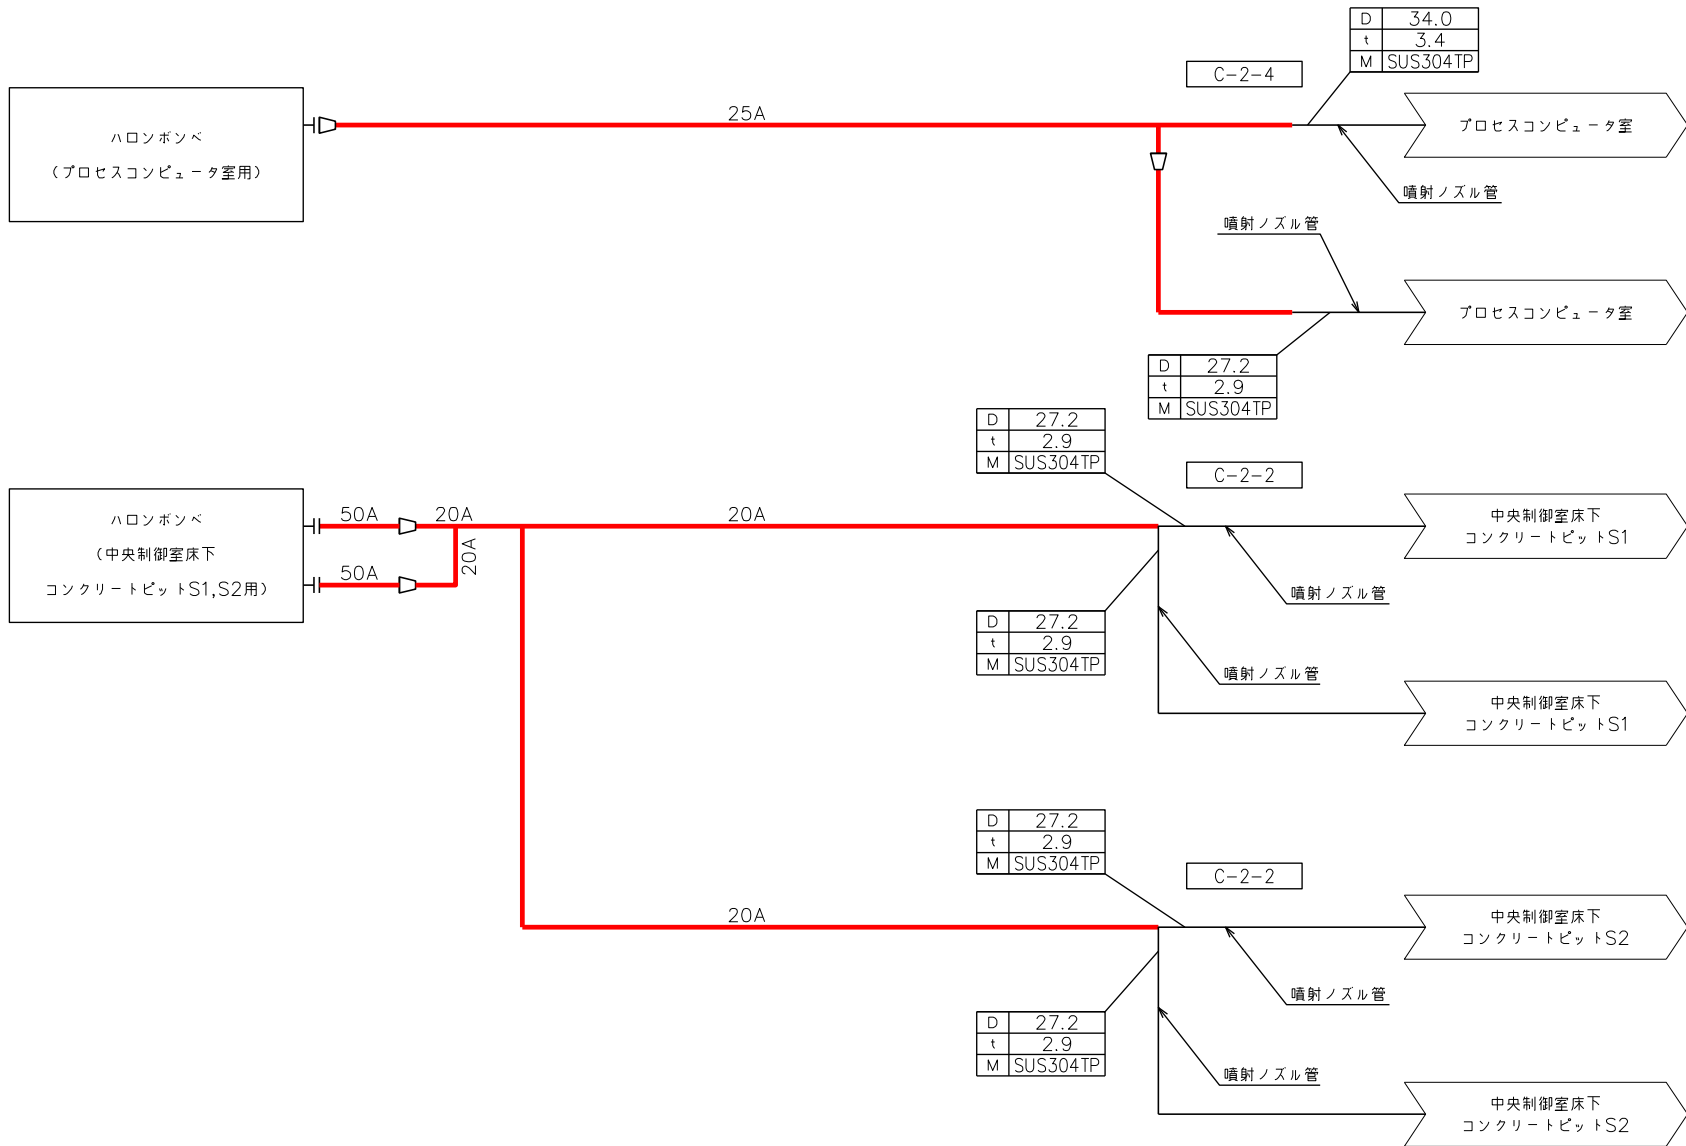 D 34.0
t 3.4
M SUS304TP
C-2-4
25A
ハロンボンベ
(プロセスコンピュータ室用)
プロセスコンピュータ室
噴射ノズル管
噴射ノズル管
プロセスコンピュータ室
D 27.2
t 2.9
M SUS304TP
D 27.2
t 2.9
M SUS304TP
C-2-2
ハロンボンベ
(中央制御室床下
コンクリートピットS1,S2用)
50A
20A
20A
20A
50A
中央制御室床下
コンクリートピットS1
噴射ノズル管
D 27.2
t 2.9
M SUS304TP
噴射ノズル管
中央制御室床下
コンクリートピットS1
D 27.2
t 2.9
M SUS304TP
C-2-2
20A
中央制御室床下
コンクリートピットS2
噴射ノズル管
D 27.2
t 2.9
M SUS304TP
噴射ノズル管
中央制御室床下
コンクリートピットS2